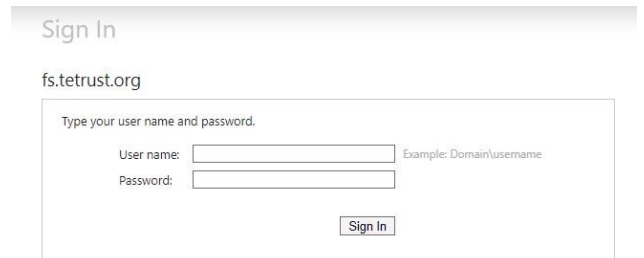 Sign In
fs.tetrust.org
Type your user name and password.
User name: Example: Domain\username
Password:
Sign In